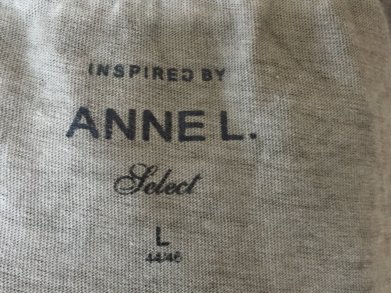 INSPIRED BY
ANNE L.
Select
L
44/46